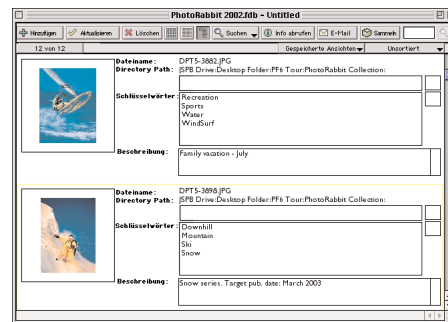 PhotoRabbit 2002.fdb - Untitled
Hinzufügen Aktualisieren Löschen Suchen Info abrufen E-Mail Sammeln
12 von 12 Gespeicherte Ansichten Unsortiert
Dateiname: DPT5-3882.JPG
Directory Path: JSPB Drive:Desktop Folder:PF6 Tour:PhotoRabbit Collection:
Schlüsselwörter: Recreation
Sports
Water
WindSurf
Beschreibung: Family vacation - July
Dateiname: DPT5-3898.JPG
Directory Path: JSPB Drive:Desktop Folder:PF6 Tour:PhotoRabbit Collection:
Schlüsselwörter: Downhill
Mountain
Ski
Snow
Beschreibung: Snow series. Target pub. date: March 2003